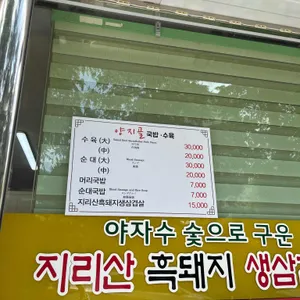 양지골 국밥·수육
수 육 (大) 30,000
(中) 20,000
순 대 (大) 30,000
(中) 20,000
머리국밥 7,000
순대국밥 7,000
지리산흑돼지생삼겹살 15,000
야자수 숯으로 구운
지리산 흑돼지 생삼